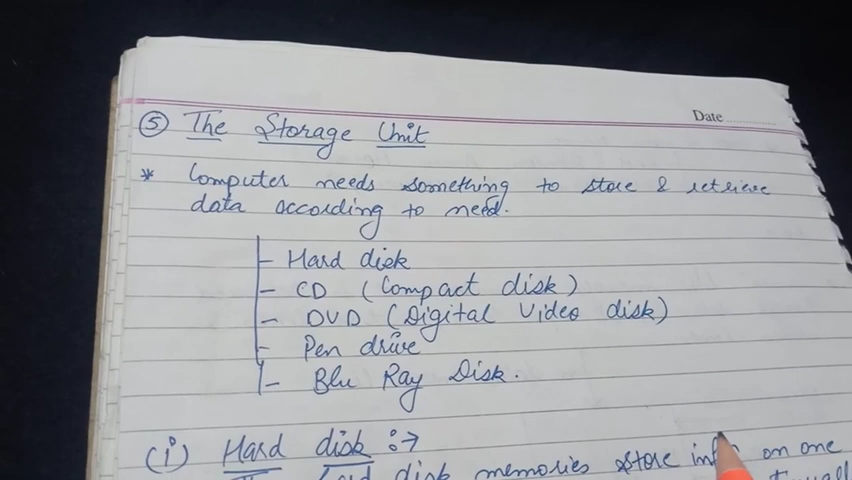 Date
⑤ The Storage Unit
* Computer needs something to store & retrieve
data according to need.
- Hard disk
- CD (Compact disk)
- DVD (Digital Video disk)
- Pen drive
- Blu Ray Disk.
(i) Hard disk :→
disk memories store on one